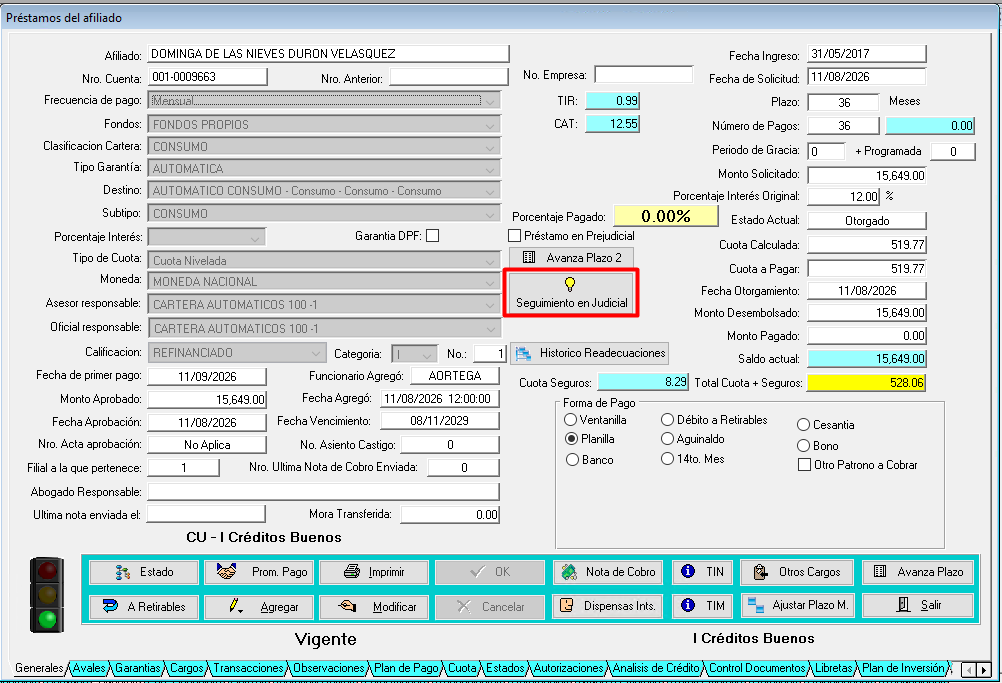 Préstamos del afiliado
Afiliado: DOMINGA DE LAS NIEVES DURON VELASQUEZ
Nro. Cuenta: 001-0009663 Nro. Anterior:
Frecuencia de pago: Mensual
Fondos: FONDOS PROPIOS
Clasificacion Cartera: CONSUMO
Tipo Garantía: AUTOMATICA
Destino: AUTOMATICO CONSUMO - Consumo - Consumo - Consumo
Subtipo: CONSUMO
Porcentaje Interés: Garantia DPF:
Tipo de Cuota: Cuota Nivelada
Moneda: MONEDA NACIONAL
Asesor responsable: CARTERA AUTOMATICOS 100 -1
Oficial responsable: CARTERA AUTOMATICOS 100 -1
Calificacion: REFINANCIADO Categoria: I No.: 1
Fecha de primer pago: 11/09/2026 Funcionario Agregó: AORTEGA
Monto Aprobado: 15,649.00 Fecha Agregó: 11/08/2026 12:00:00
Fecha Aprobación: 11/08/2026 Fecha Vencimiento: 08/11/2029
Nro. Acta aprobación: No Aplica No. Asiento Castigo: 0
Filial a la que pertenece: 1 Nro. Ultima Nota de Cobro Enviada: 0
Abogado Responsable:
Ultima nota enviada el: Mora Transferida: 0.00
CU - I Créditos Buenos
No. Empresa:
TIR: 0.99
CAT: 12.55
Porcentaje Pagado: 0.00%
Préstamo en Prejudicial
Avanza Plazo 2
Seguimiento en Judicial
Historico Readecuaciones
Cuota Seguros: 8.29 Total Cuota + Seguros: 528.06
Fecha Ingreso: 31/05/2017
Fecha de Solicitud: 11/08/2026
Plazo: 36 Meses
Número de Pagos: 36 0.00
Periodo de Gracia: 0 + Programada 0
Monto Solicitado: 15,649.00
Porcentaje Interés Original: 12.00 %
Estado Actual: Otorgado
Cuota Calculada: 519.77
Cuota a Pagar: 519.77
Fecha Otorgamiento: 11/08/2026
Monto Desembolsado: 15,649.00
Monto Pagado: 0.00
Saldo actual: 15,649.00
Forma de Pago
Ventanilla Débito a Retirables Cesantia
Planilla Aguinaldo Bono
Banco 14to. Mes Otro Patrono a Cobrar
Estado Prom. Pago Imprimir OK Nota de Cobro TIN Otros Cargos Avanza Plazo
A Retirables Agregar Modificar Cancelar Dispensas Ints. TIM Ajustar Plazo M. Salir
Vigente I Créditos Buenos
Generales Avales Garantias Cargos Transacciones Observaciones Plan de Pago Cuota Estados Autorizaciones Analisis de Crédito Control Documentos Libretas Plan de Inversión